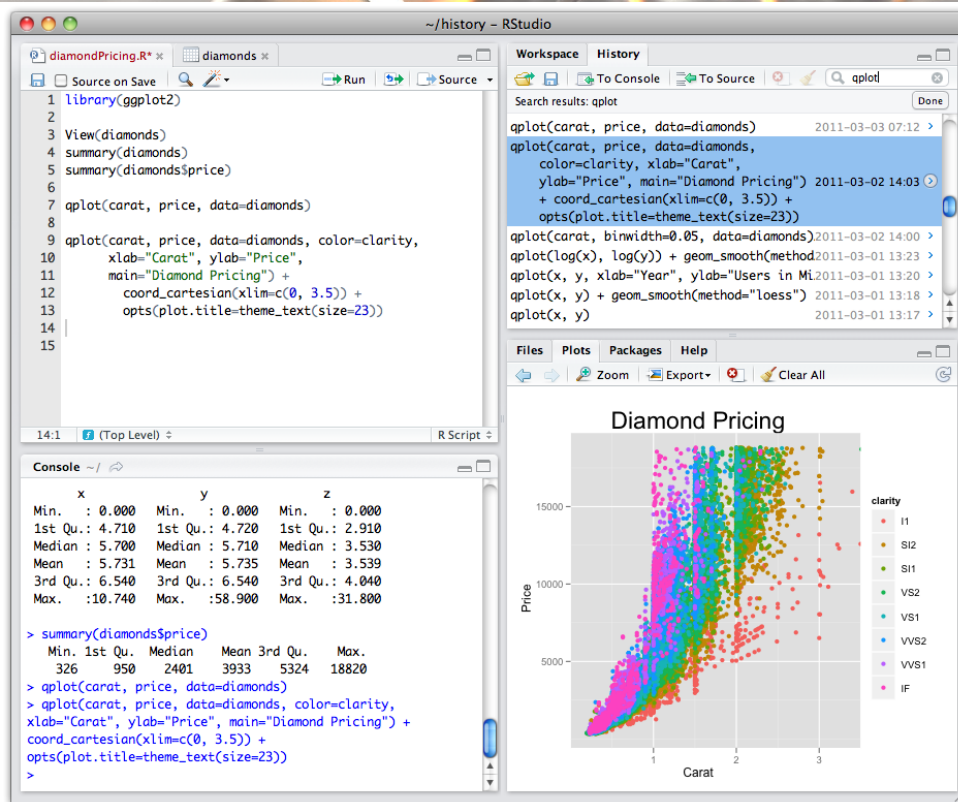 ~/history – RStudio
diamondPricing.R* × diamonds ×
Source on Save Run Source
1 library(ggplot2)
2
3 View(diamonds)
4 summary(diamonds)
5 summary(diamonds$price)
6
7 qplot(carat, price, data=diamonds)
8
9 qplot(carat, price, data=diamonds, color=clarity,
10 xlab="Carat", ylab="Price",
11 main="Diamond Pricing") +
12 coord_cartesian(xlim=c(0, 3.5)) +
13 opts(plot.title=theme_text(size=23))
14
15
14:1 (Top Level) R Script
Console ~/
x y z
Min. : 0.000 Min. : 0.000 Min. : 0.000
1st Qu.: 4.710 1st Qu.: 4.720 1st Qu.: 2.910
Median : 5.700 Median : 5.710 Median : 3.530
Mean : 5.731 Mean : 5.735 Mean : 3.539
3rd Qu.: 6.540 3rd Qu.: 6.540 3rd Qu.: 4.040
Max. :10.740 Max. :58.900 Max. :31.800
> summary(diamonds$price)
Min. 1st Qu. Median Mean 3rd Qu. Max.
326 950 2401 3933 5324 18820
> qplot(carat, price, data=diamonds)
> qplot(carat, price, data=diamonds, color=clarity,
xlab="Carat", ylab="Price", main="Diamond Pricing") +
coord_cartesian(xlim=c(0, 3.5)) +
opts(plot.title=theme_text(size=23))
>
Workspace History
To Console To Source qplot
Search results: qplot Done
qplot(carat, price, data=diamonds) 2011-03-03 07:12
qplot(carat, price, data=diamonds,
color=clarity, xlab="Carat",
ylab="Price", main="Diamond Pricing") 2011-03-02 14:03
+ coord_cartesian(xlim=c(0, 3.5)) +
opts(plot.title=theme_text(size=23))
qplot(carat, binwidth=0.05, data=diamonds) 2011-03-02 14:00
qplot(log(x), log(y)) + geom_smooth(method 2011-03-01 13:23
qplot(x, y, xlab="Year", ylab="Users in Mi 2011-03-01 13:20
qplot(x, y) + geom_smooth(method="loess") 2011-03-01 13:18
qplot(x, y) 2011-03-01 13:17
Files Plots Packages Help
Zoom Export Clear All
Diamond Pricing
15000
10000
5000
Price
1 2 3
Carat
clarity
I1
SI2
SI1
VS2
VS1
VVS2
VVS1
IF